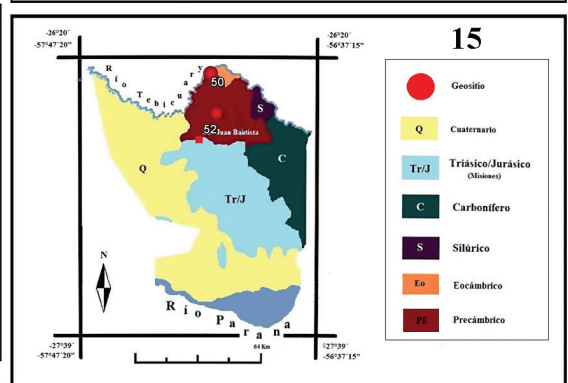 15
-26°20'
-57°47'20"
-26°20'
-56°37'15"
Río Tebicuary
50
S
52
Juan Bautista
Q
C
Tr/J
N
Río Parana
64 Km
-27°39'
-57°47'20"
-27°39'
-56°37'15"
Geositio
Q Cuaternario
Tr/J Triásico/Jurásico
(Misiones)
C Carbonífero
S Silúrico
Eo Eocámbrico
PE Precámbrico